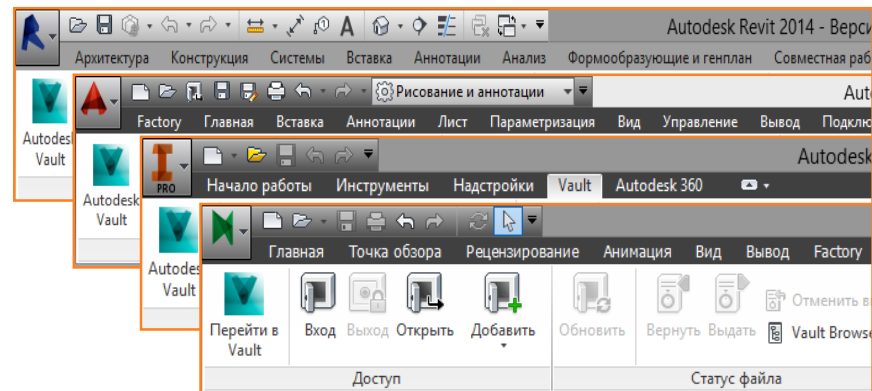 Autodesk Revit 2014 - Верси
Архитектура Конструкция Системы Вставка Аннотации Анализ Формообразующие и генплан Совместная раб
Autodesk
Vault
Рисование и аннотации Aut
Factory Главная Вставка Аннотации Лист Параметризация Вид Управление Вывод Подклю
Autodesk
Vault
PRO
Autodesk
Начало работы Инструменты Надстройки Vault Autodesk 360
Autodes
Vault
Главная Точка обзора Рецензирование Анимация Вид Вывод Factory
Перейти в
Vault
Вход Выход Открыть Добавить Обновить Вернуть Выдать
Отменить в
Vault Browse
Доступ Статус файла